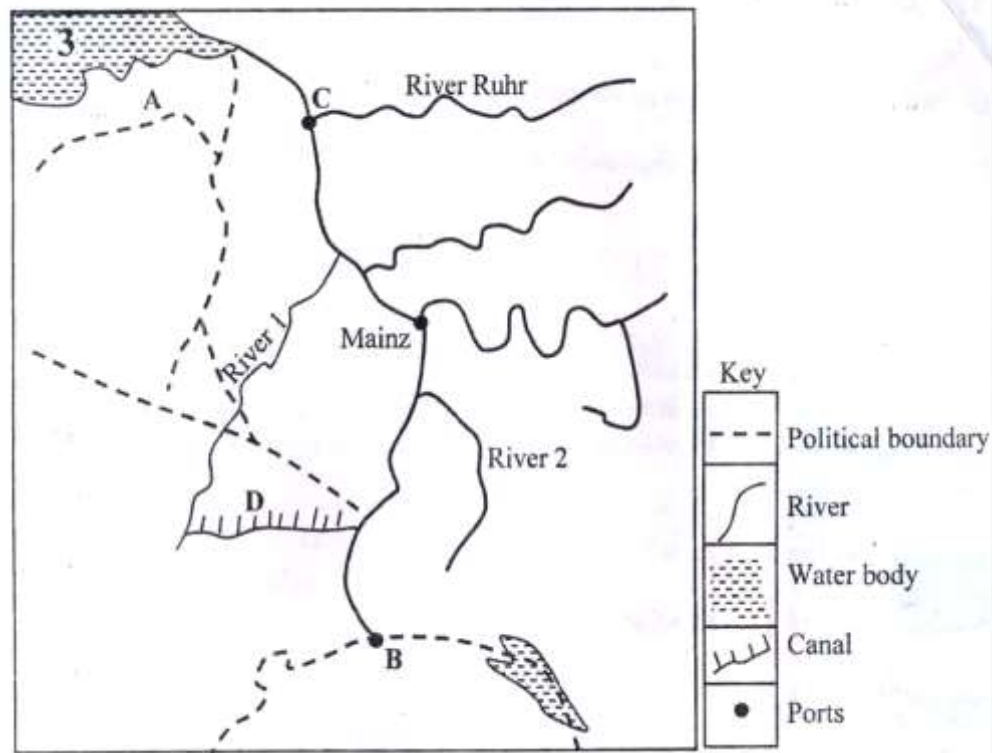 3
River Ruhr
C
A
River 1
Mainz
River 2
D
B
Key
Political boundary
River
Water body
Canal
Ports